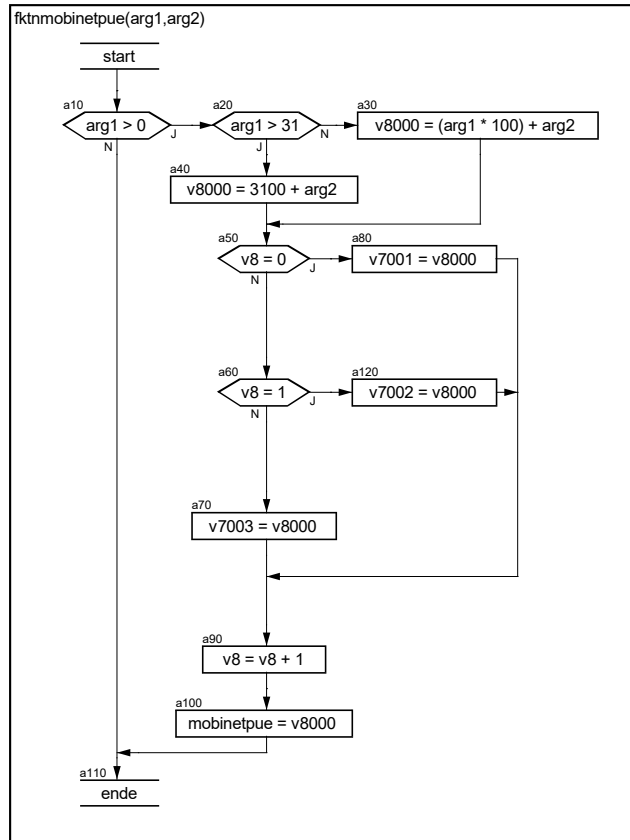 fktnmobinetpue(arg1,arg2)
start
a10
arg1 > 0
J
N
a20
arg1 > 31
N
J
a30
v8000 = (arg1 * 100) + arg2
a40
v8000 = 3100 + arg2
a50
v8 = 0
J
N
a80
v7001 = v8000
a60
v8 = 1
J
N
a120
v7002 = v8000
a70
v7003 = v8000
a90
v8 = v8 + 1
a100
mobinetpue = v8000
a110
ende